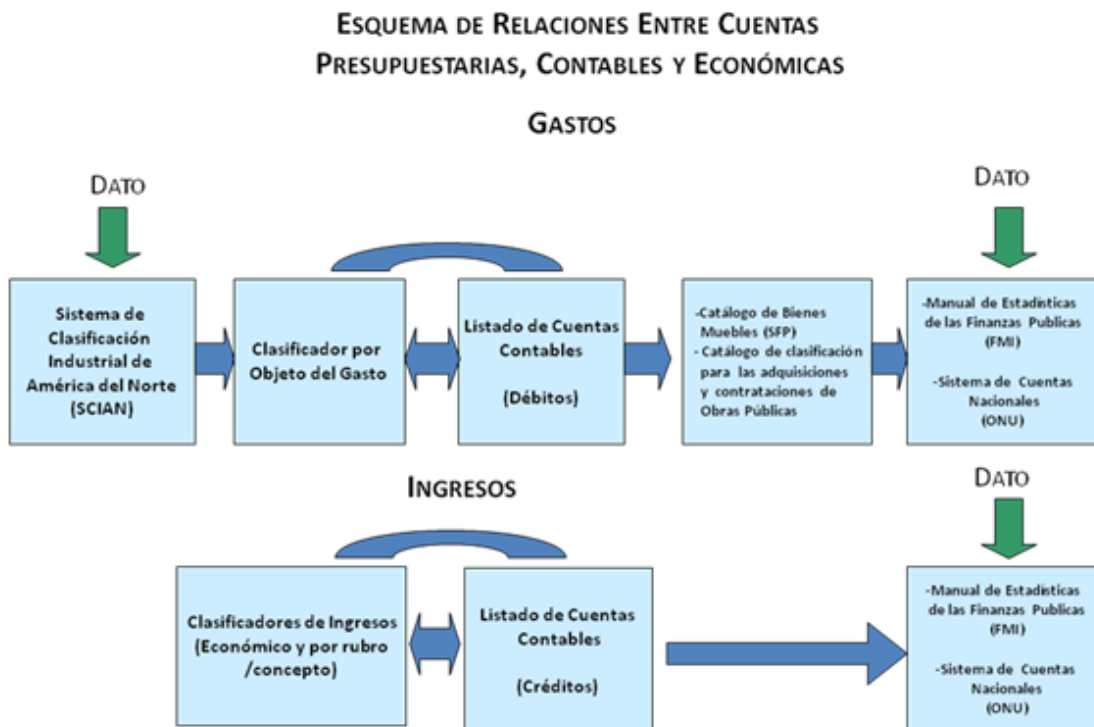 ESQUEMA DE RELACIONES ENTRE CUENTAS
PRESUPUESTARIAS, CONTABLES Y ECONÓMICAS
GASTOS
DATO
DATO
Sistema de
Clasificación
Industrial de
América del Norte
(SCIAN)
Clasificador por
Objeto del Gasto
Listado de Cuentas
Contables
(Débitos)
-Catálogo de Bienes
Muebles (SFP)
- Catálogo de clasificación
para las adquisiciones
y contrataciones de
Obras Públicas
-Manual de Estadísticas
de las Finanzas Publicas
(FMI)
-Sistema de Cuentas
Nacionales
(ONU)
INGRESOS
DATO
Clasificadores de Ingresos
(Económico y por rubro
/concepto)
Listado de Cuentas
Contables
(Créditos)
-Manual de Estadísticas
de las Finanzas Publicas
(FMI)
-Sistema de Cuentas
Nacionales
(ONU)